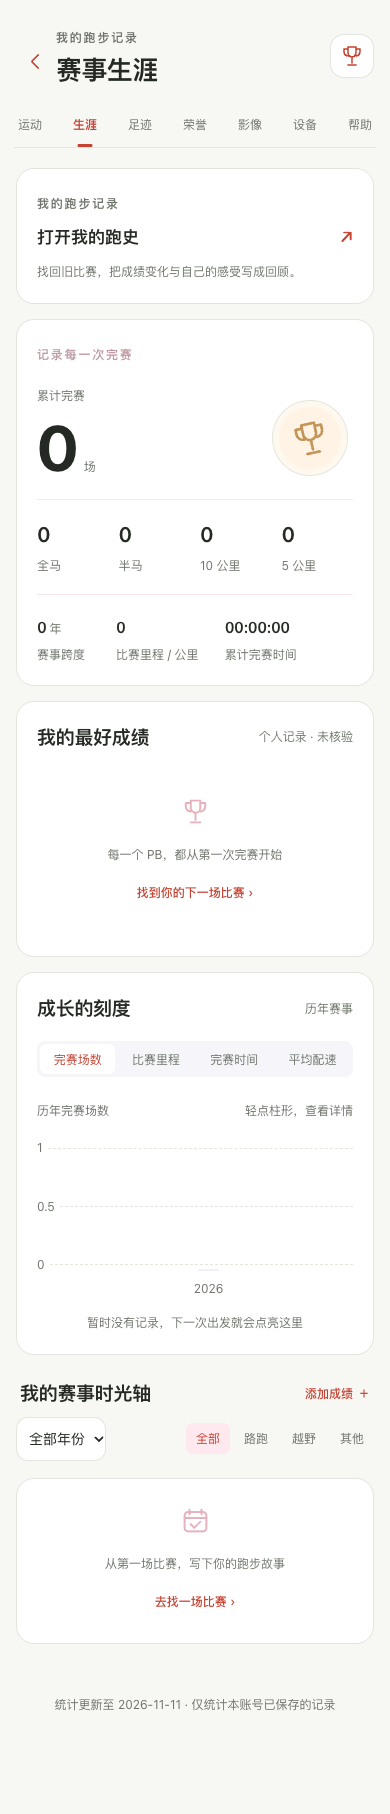 我的跑步记录
赛事生涯
运动 生涯 足迹 荣誉 影像 设备 帮助
我的跑步记录
打开我的跑史
找回旧比赛，把成绩变化与自己的感受写成回顾。
记录每一次完赛
累计完赛
0 场
0 0 0 0
全马 半马 10 公里 5 公里
0 年 0 00:00:00
赛事跨度 比赛里程 / 公里 累计完赛时间
我的最好成绩 个人记录 · 未核验
每一个 PB，都从第一次完赛开始
找到你的下一场比赛 ›
成长的刻度 历年赛事
完赛场数 比赛里程 完赛时间 平均配速
历年完赛场数 轻点柱形，查看详情
1
0.5
0
2026
暂时没有记录，下一次出发就会点亮这里
我的赛事时光轴 添加成绩 +
全部年份 全部 路跑 越野 其他
从第一场比赛，写下你的跑步故事
去找一场比赛 ›
统计更新至 2026-11-11 · 仅统计本账号已保存的记录